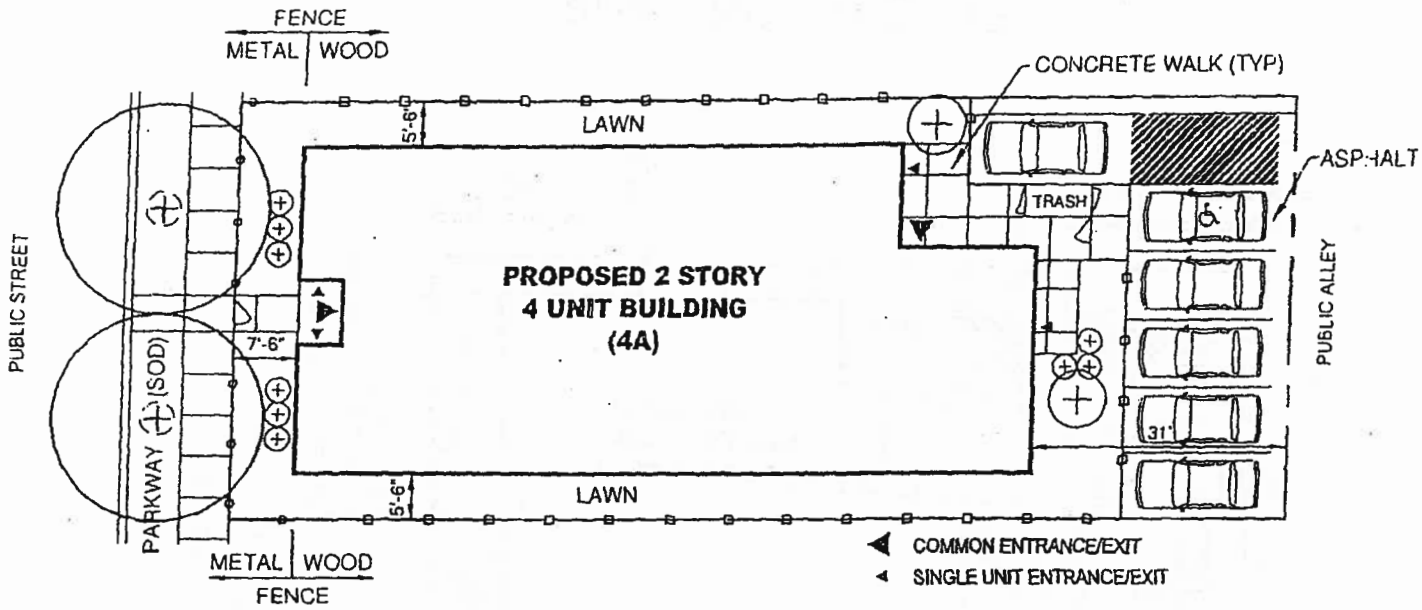 FENCE
METAL WOOD
CONCRETE WALK (TYP)
5'-6"
LAWN
ASPHALT
TRASH
PUBLIC STREET
PROPOSED 2 STORY
4 UNIT BUILDING
(4A)
PUBLIC ALLEY
7'-6"
PARKWAY (SOD)
31'
5'-6"
LAWN
METAL WOOD
FENCE
COMMON ENTRANCE/EXIT
SINGLE UNIT ENTRANCE/EXIT